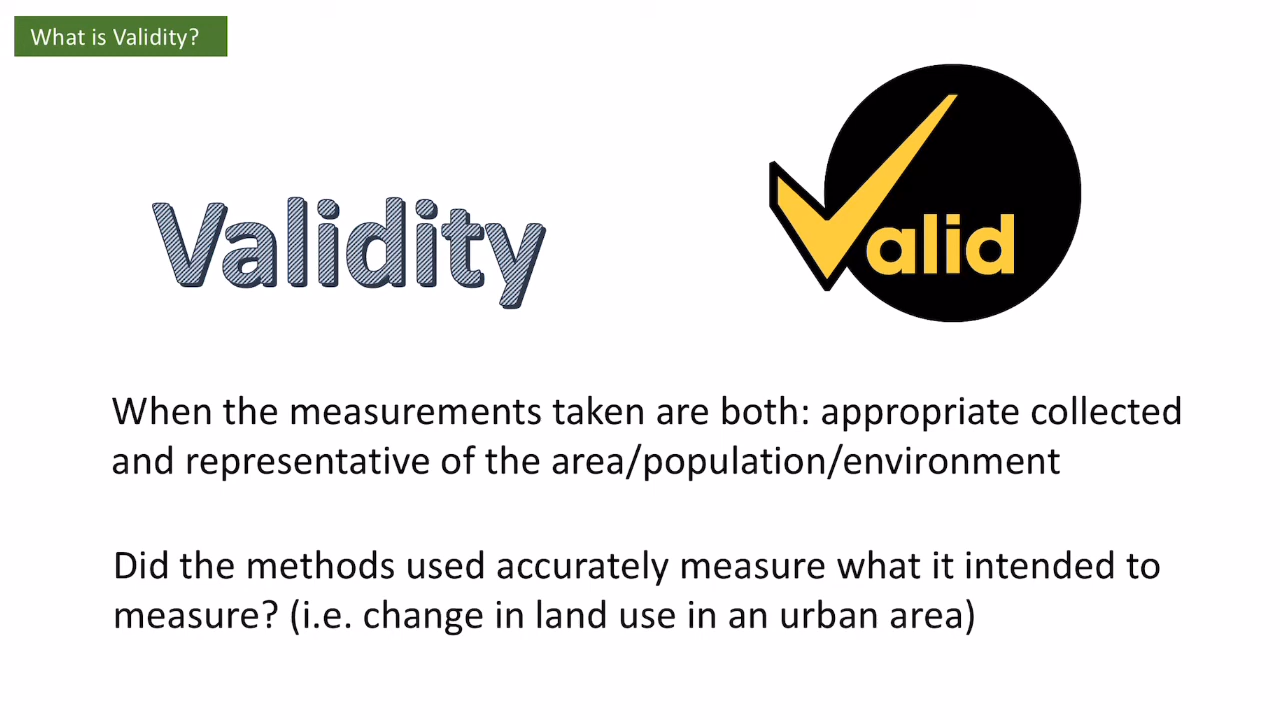 What is Validity?
Validity
Valid
When the measurements taken are both: appropriate collected
and representative of the area/population/environment
Did the methods used accurately measure what it intended to
measure? (i.e. change in land use in an urban area)